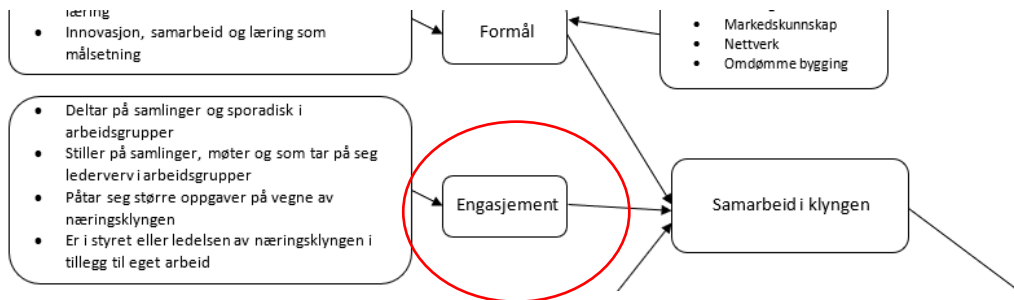 læring
Innovasjon, samarbeid og læring som
målsetning
Formål
Markedskunnskap
Nettverk
Omdømme bygging
Deltar på samlinger og sporadisk i
arbeidsgrupper
Stiller på samlinger, møter og som tar på seg
lederverv i arbeidsgrupper
Påtar seg større oppgaver på vegne av
næringsklyngen
Er i styret eller ledelsen av næringsklyngen i
tillegg til eget arbeid
Engasjement
Samarbeid i klyngen